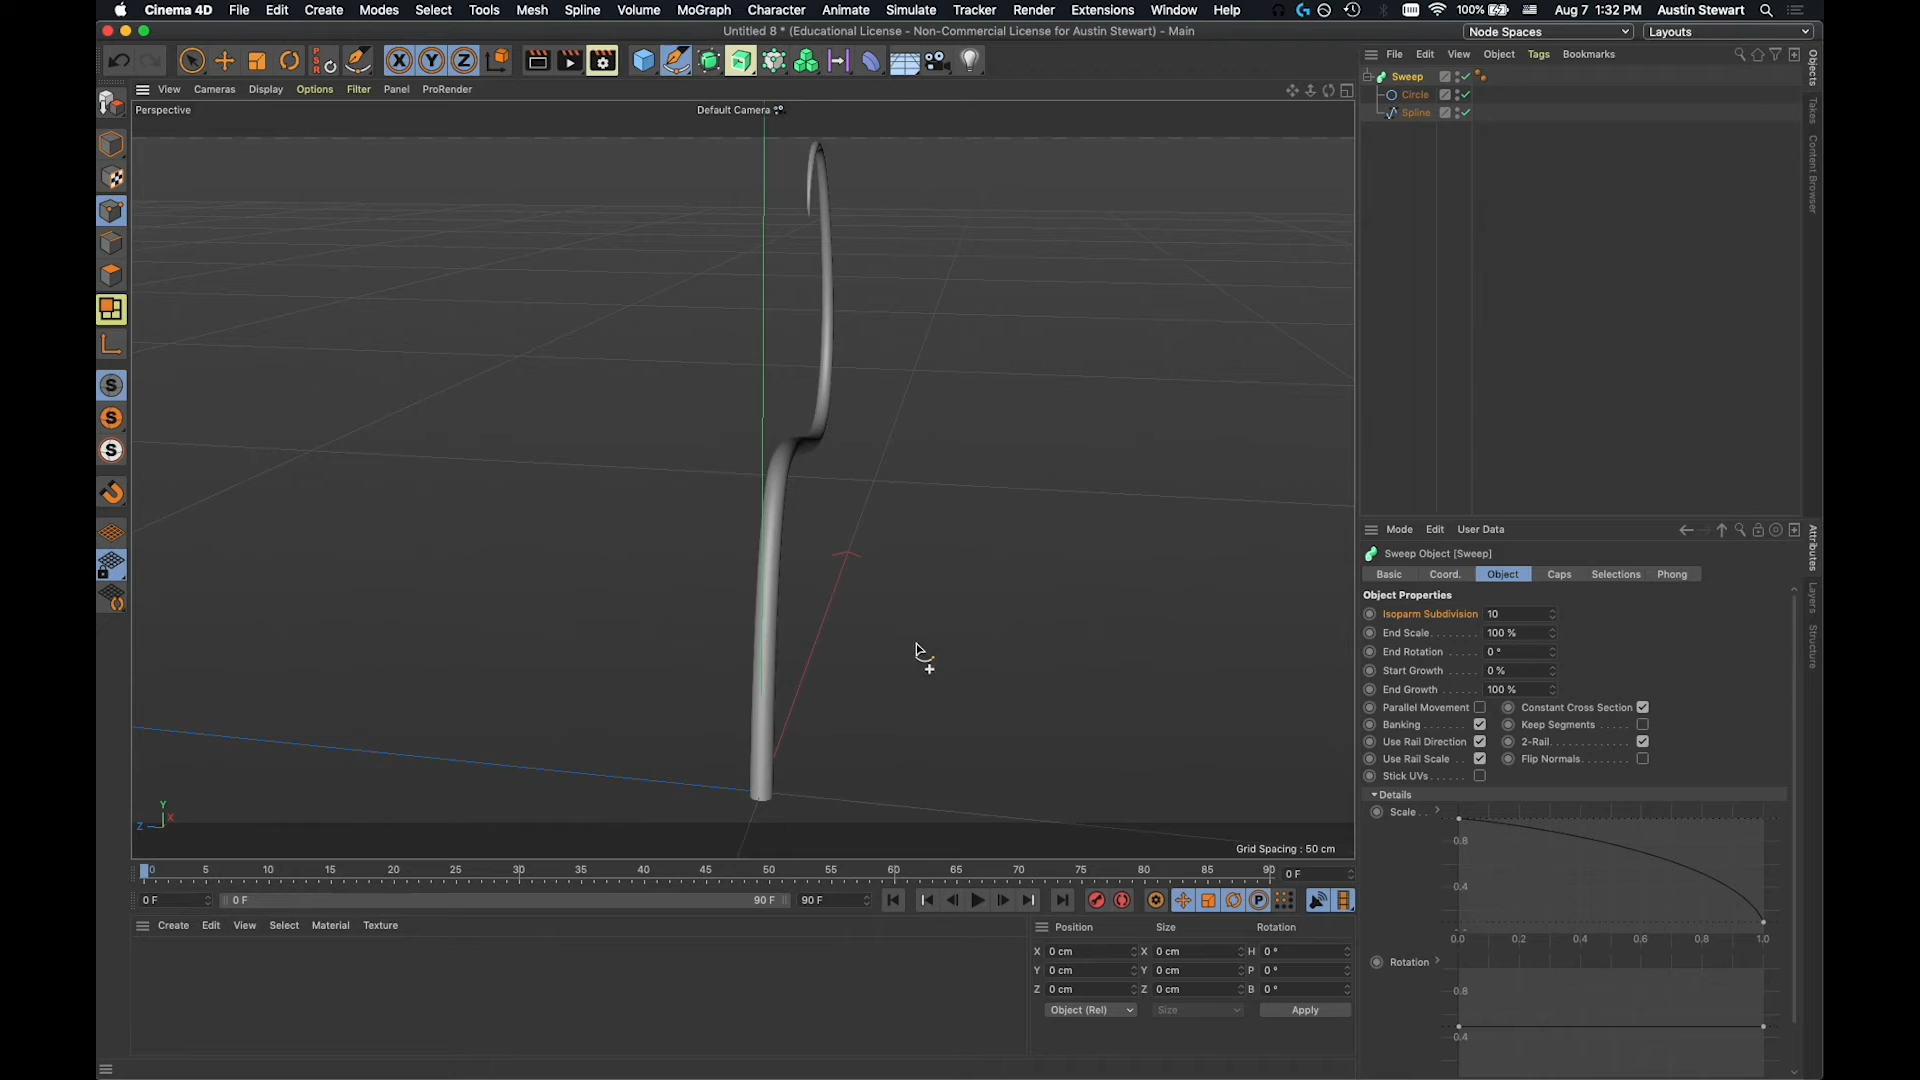 Cinema 4D File Edit Create Modes Select Tools Mesh Spline Volume MoGraph Character Animate Simulate Tracker Render Extensions Window Help 100% Aug 7 1:32 PM Austin Stewart
Untitled 8 * (Educational License - Non-Commercial License for Austin Stewart) - Main
Node Spaces Layouts
PSR X Y Z
File Edit View Object Tags Bookmarks
View Cameras Display Options Filter Panel ProRender
Perspective
Default Camera
Sweep
Circle
Spline
Objects
Takes
Content Browser
S
S
S
Mode Edit User Data
Sweep Object [Sweep]
Basic Coord. Object Caps Selections Phong
Object Properties
Isoparm Subdivision 10
End Scale . . . . . . . 100 %
End Rotation . . . . . 0 °
Start Growth . . . . . 0 %
End Growth . . . . . . 100 %
Parallel Movement Constant Cross Section
Banking . . . . . . . . Keep Segments . . . . .
Use Rail Direction 2-Rail. . . . . . . . . . . . .
Use Rail Scale . . Flip Normals. . . . . . .
Stick UVs. . . . . .
Attributes
Layers
Structure
Details
Scale . .
0.8
0.4
0.0 0.2 0.4 0.6 0.8 1.0
Rotation
0.8
0.4
Y
Z X
Grid Spacing : 50 cm
0 5 10 15 20 25 30 35 40 45 50 55 60 65 70 75 80 85 90 0 F
0 F 0 F 90 F 90 F P
Create Edit View Select Material Texture
Position Size Rotation
X 0 cm X 0 cm H 0 °
Y 0 cm Y 0 cm P 0 °
Z 0 cm Z 0 cm B 0 °
Object (Rel) Size Apply